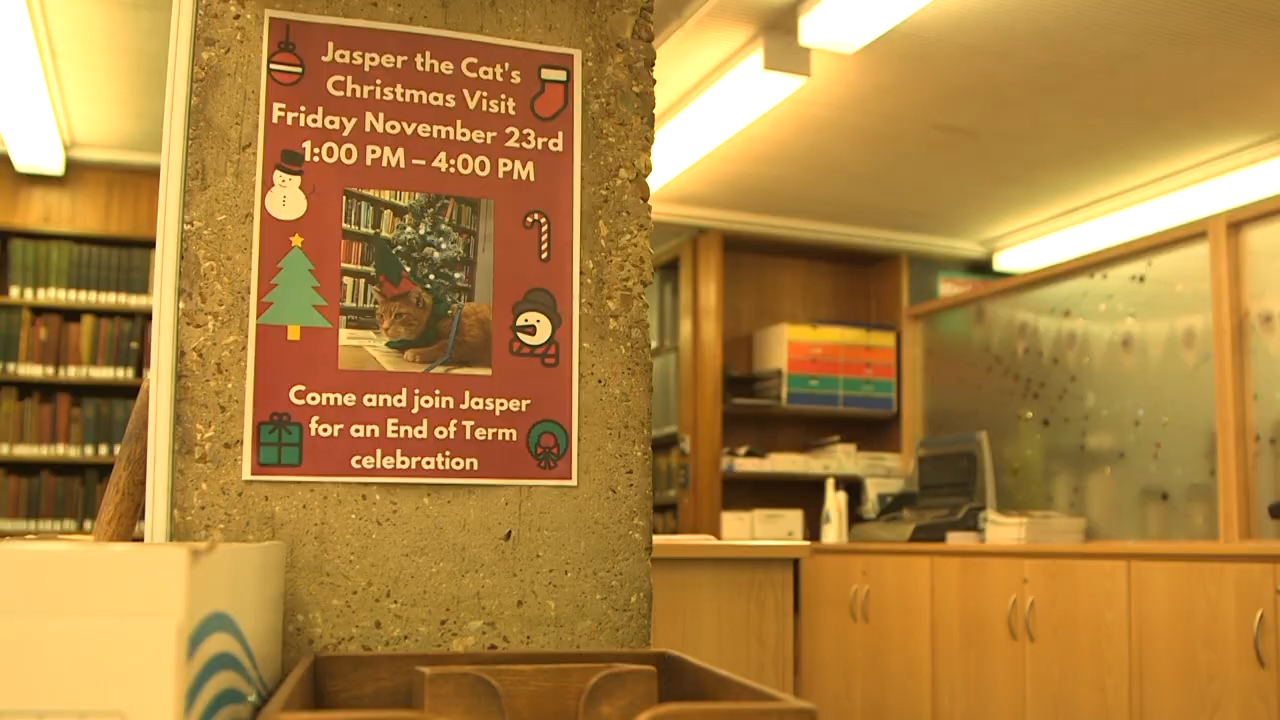 Jasper the Cat's
Christmas Visit
Friday November 23rd
1:00 PM – 4:00 PM
Come and join Jasper
for an End of Term
celebration